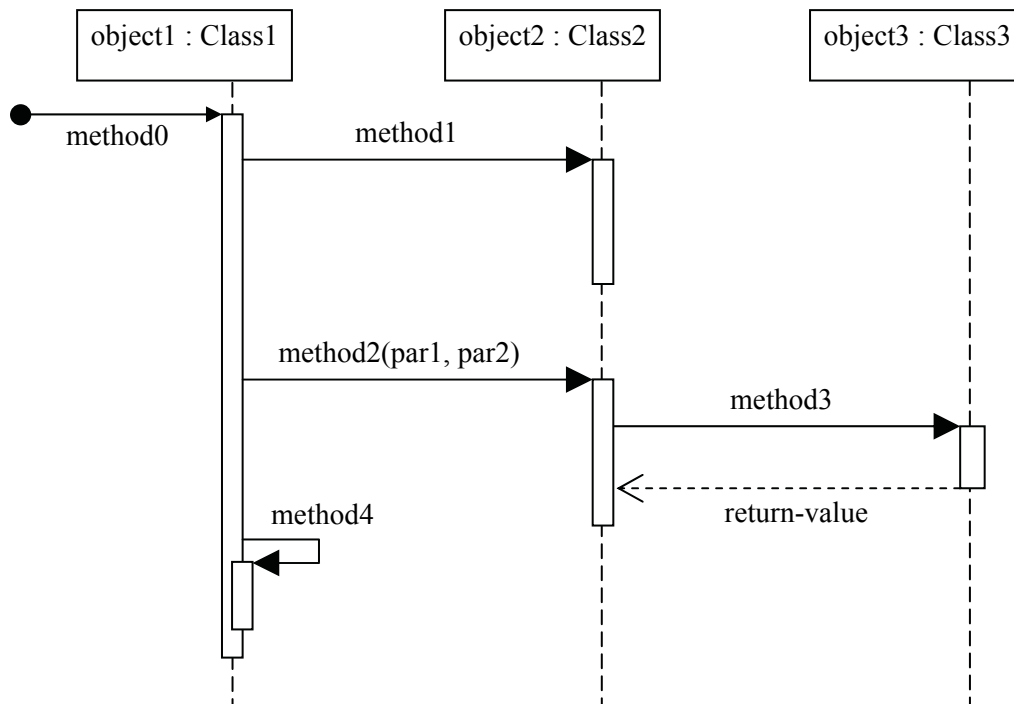 object1 : Class1
object2 : Class2
object3 : Class3
method0
method1
method2(par1, par2)
method3
return-value
method4